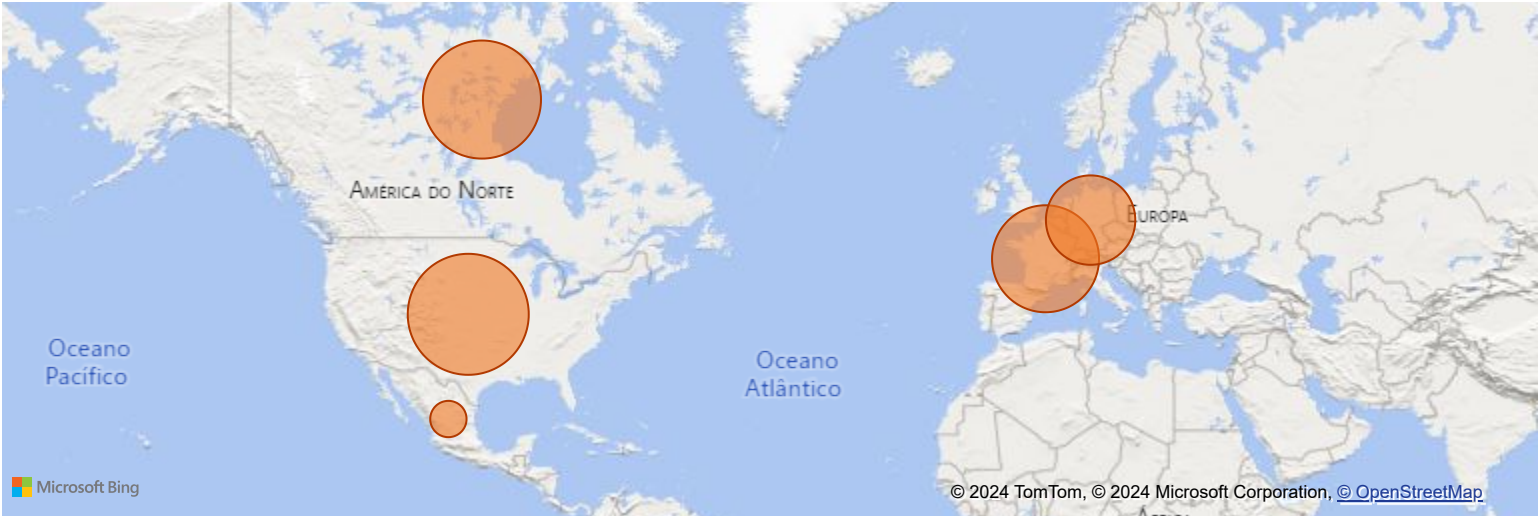 AMÉRICA DO NORTE
EUROPA
Oceano
Pacífico
Oceano
Atlântico
Microsoft Bing
© 2024 TomTom, © 2024 Microsoft Corporation, © OpenStreetMap